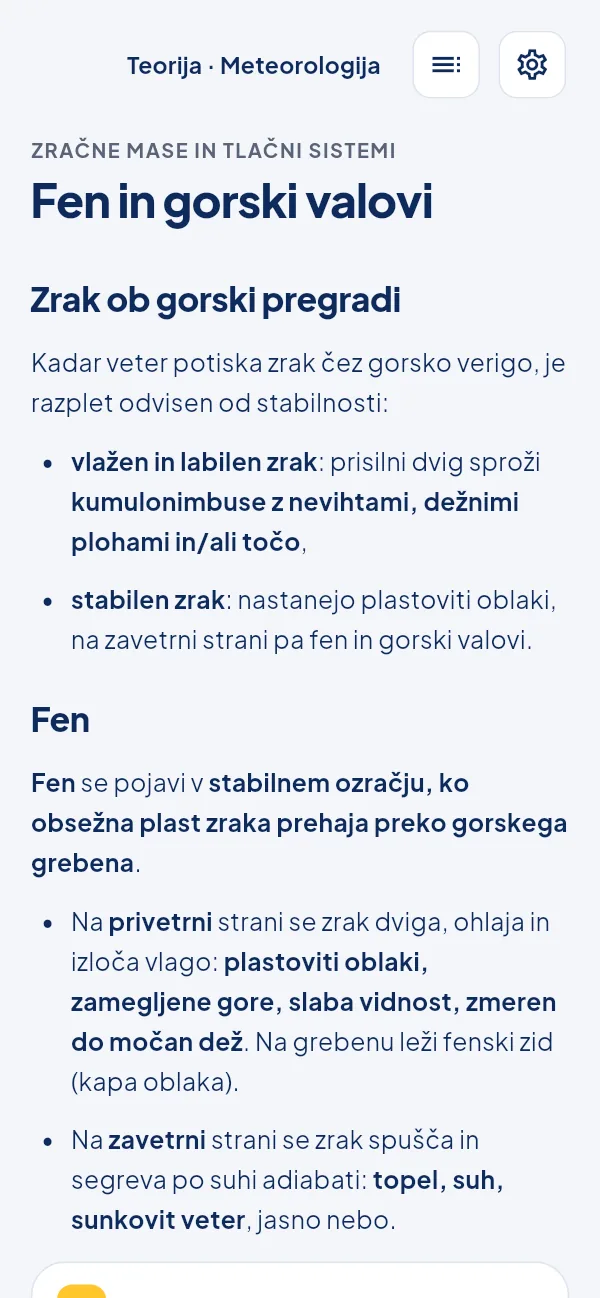 Teorija · Meteorologija
ZRAČNE MASE IN TLAČNI SISTEMI
Fen in gorski valovi
Zrak ob gorski pregradi
Kadar veter potiska zrak čez gorsko verigo, je
razplet odvisen od stabilnosti:
• vlažen in labilen zrak: prisilni dvig sproži
kumulonimbuse z nevihtami, dežnimi
plohami in/ali točo,
• stabilen zrak: nastanejo plastoviti oblaki,
na zavetrni strani pa fen in gorski valovi.
Fen
Fen se pojavi v stabilnem ozračju, ko
obsežna plast zraka prehaja preko gorskega
grebena.
• Na privetrni strani se zrak dviga, ohlaja in
izloča vlago: plastoviti oblaki,
zamegljene gore, slaba vidnost, zmeren
do močan dež. Na grebenu leži fenski zid
(kapa oblaka).
• Na zavetrni strani se zrak spušča in
segreva po suhi adiabati: topel, suh,
sunkovit veter, jasno nebo.